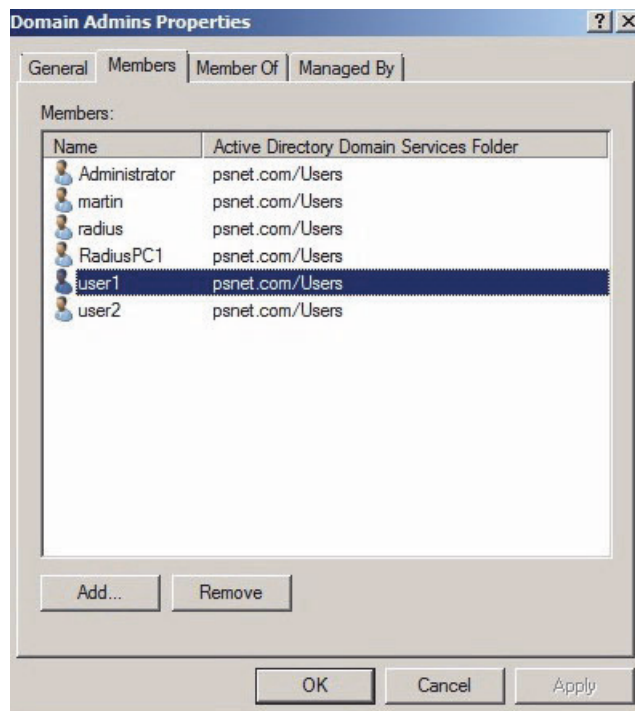 Domain Admins Properties ? X
General Members Member Of Managed By
Members:
Name Active Directory Domain Services Folder
Administrator psnet.com/Users
martin psnet.com/Users
radius psnet.com/Users
RadiusPC1 psnet.com/Users
user1 psnet.com/Users
user2 psnet.com/Users
Add... Remove
OK Cancel Apply